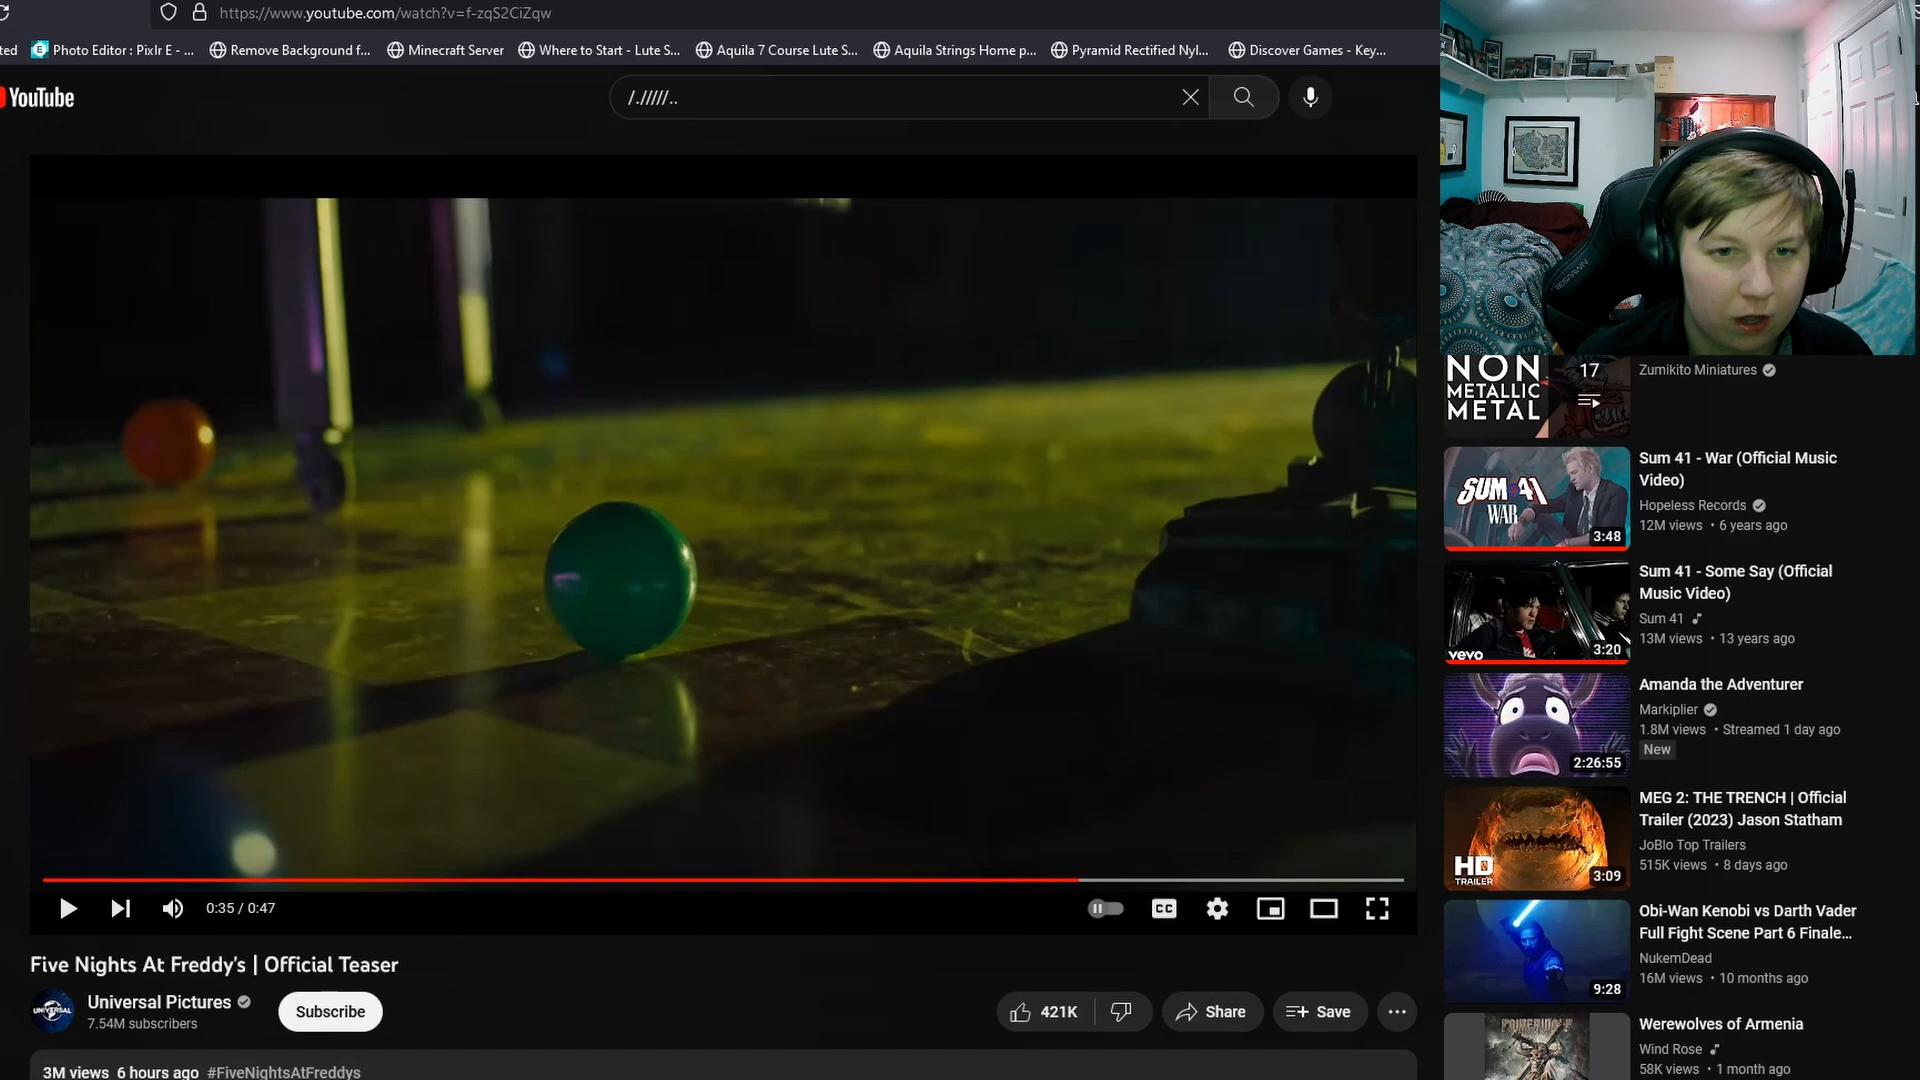 https://www.youtube.com/watch?v=f-zqS2CiZqw
ted
Photo Editor : Pixlr E - ...
Remove Background f...
Minecraft Server
Where to Start - Lute S...
Aquila 7 Course Lute S...
Aquila Strings Home p...
Pyramid Rectified Nyl...
Discover Games - Key...
YouTube
/./////..
0:35 / 0:47
CC
Five Nights At Freddy's | Official Teaser
UNIVERSAL
Universal Pictures
7.54M subscribers
Subscribe
421K
Share
Save
3M views 6 hours ago #FiveNightsAtFreddys
RESPAWN
NON
METALLIC
METAL
17
Zumikito Miniatures
SUM 41
WAR
3:48
Sum 41 - War (Official Music
Video)
Hopeless Records
12M views • 6 years ago
vevo
3:20
Sum 41 - Some Say (Official
Music Video)
Sum 41
13M views • 13 years ago
2:26:55
Amanda the Adventurer
Markiplier
1.8M views • Streamed 1 day ago
New
HD
TRAILER
3:09
MEG 2: THE TRENCH | Official
Trailer (2023) Jason Statham
JoBlo Top Trailers
515K views • 8 days ago
9:28
Obi-Wan Kenobi vs Darth Vader
Full Fight Scene Part 6 Finale...
NukemDead
16M views • 10 months ago
POWERWOLF
Werewolves of Armenia
Wind Rose
58K views • 1 month ago